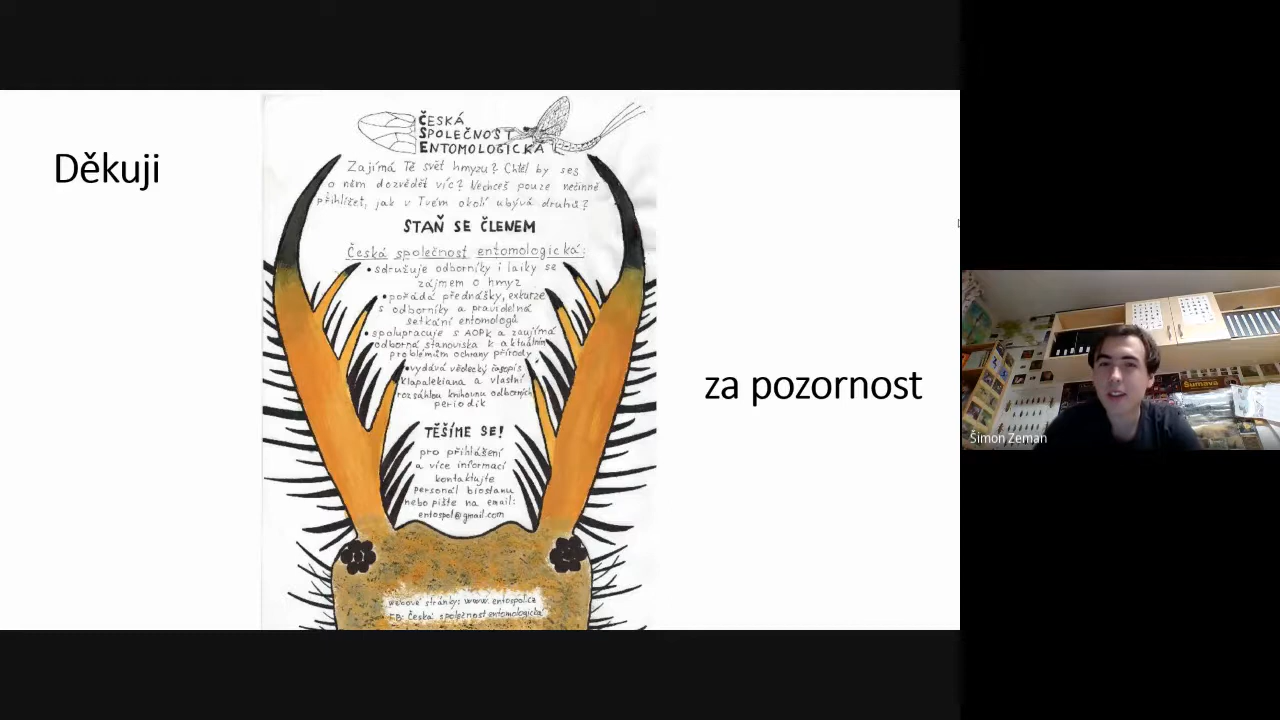 Děkuji
ČESKÁ
SPOLEČNOST
ENTOMOLOGICKÁ
Zajímá Tě svět hmyzu? Chtěl by ses
o něm dozvědět víc? Nechceš pouze nečinně
přihlížet, jak v Tvém okolí ubývá druhů?
STAŇ SE ČLENEM
Česká společnost entomologická:
• sdružuje odborníky i laiky se
zájmem o hmyz
• pořádá přednášky, exkurze
s odborníky a pravidelná
setkání entomologů
• spolupracuje s AOPK a zaujímá
odborná stanoviska k aktuálním
problémům ochrany přírody
• vydává vědecký časopis
Klapalekiana a vlastní
rozsáhlou knihovnu odborných
periodik
TĚŠÍME SE!
pro přihlášení
a více informací
kontaktujte
personál biostanu
nebo pište na email:
entospol@gmail.com
webové stránky: www.entospol.cz
FB: Česká společnost entomologická
za pozornost
Šumava
Šimon Zeman